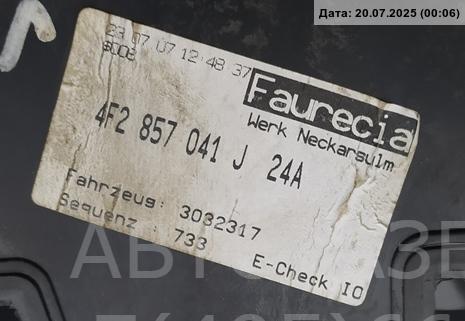 Дата: 20.07.2025 (00:06)
23 07 07 12:48 37
Faurecia
Werk Neckarsulm
4F2 857 041 J 24A
Fahrzeug: 3032317
Sequenz : 733
E-Check IO